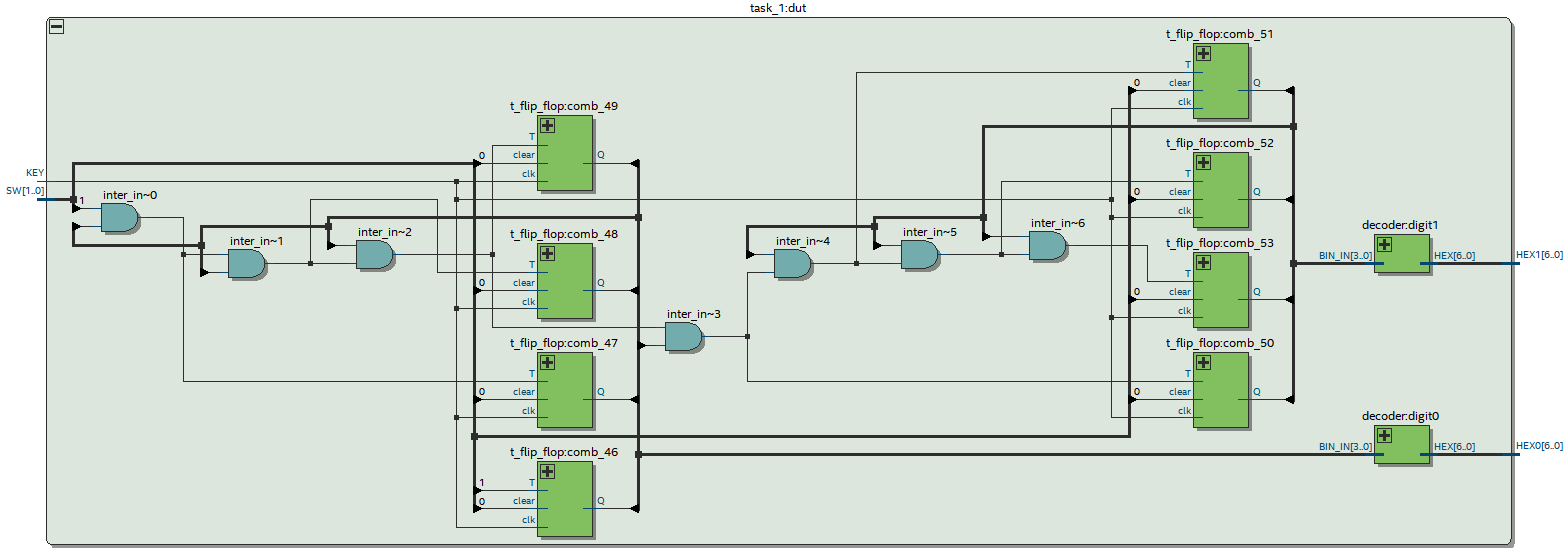 task_1:dut
t_flip_flop:comb_51
T
0 clear Q
clk
t_flip_flop:comb_49
T
0 clear Q
clk
t_flip_flop:comb_52
T
0 clear Q
clk
KEY
SW[1..0]
1
inter_in~0
inter_in~1
inter_in~2
t_flip_flop:comb_48
T
0 clear Q
clk
inter_in~3
inter_in~4
inter_in~5
inter_in~6
t_flip_flop:comb_53
T
0 clear Q
clk
decoder:digit1
BIN_IN[3..0] HEX[6..0] HEX1[6..0]
t_flip_flop:comb_47
T
0 clear Q
clk
t_flip_flop:comb_50
T
0 clear Q
clk
decoder:digit0
BIN_IN[3..0] HEX[6..0] HEX0[6..0]
t_flip_flop:comb_46
1 T
0 clear Q
clk